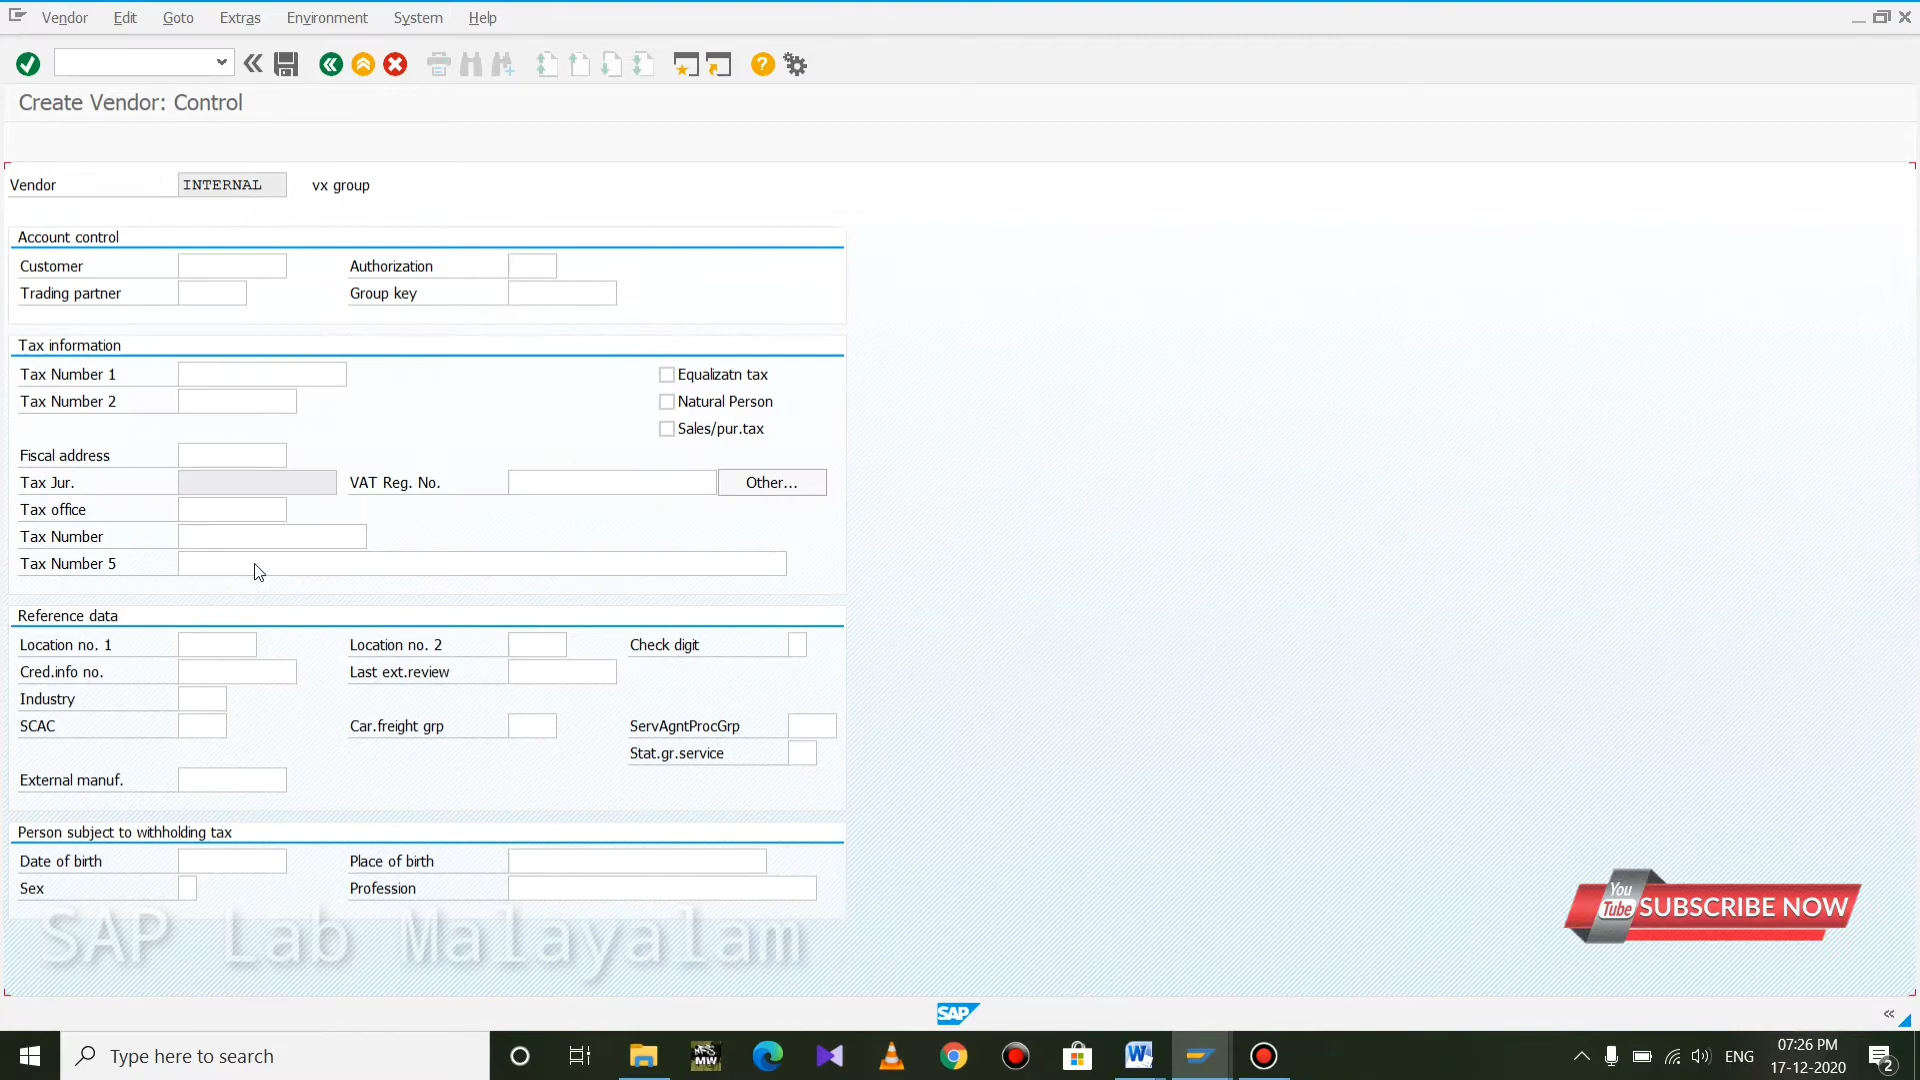 Vendor Edit Goto Extras Environment System Help
Create Vendor: Control
Vendor INTERNAL vx group
Account control
Customer Authorization
Trading partner Group key
Tax information
Tax Number 1 Equalizatn tax
Tax Number 2 Natural Person
Sales/pur.tax
Fiscal address
Tax Jur. VAT Reg. No. Other...
Tax office
Tax Number
Tax Number 5
Reference data
Location no. 1 Location no. 2 Check digit
Cred.info no. Last ext.review
Industry
SCAC Car.freight grp ServAgntProcGrp
Stat.gr.service
External manuf.
Person subject to withholding tax
Date of birth Place of birth
Sex Profession
SAP Lab Malayalam
You
Tube SUBSCRIBE NOW
SAP
Type here to search
NFS
MW
W
ENG
07:26 PM
17-12-2020
2